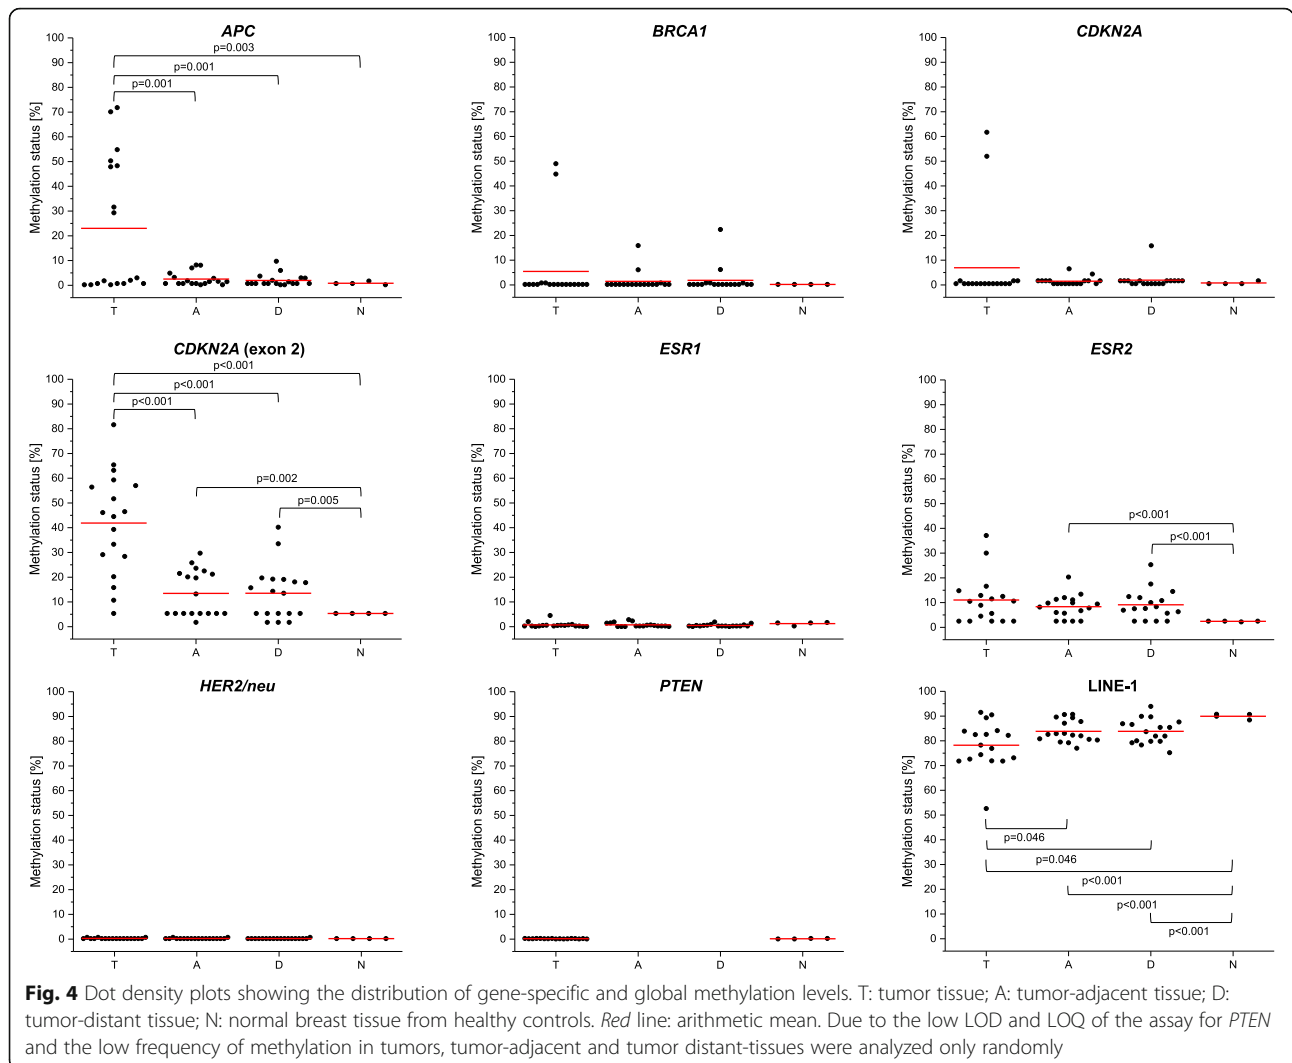 APC
BRCA1
CDKN2A
Methylation status [%]
100
90
80
70
60
50
40
30
20
10
0
p=0.003
p=0.001
p=0.001
T A D N
Methylation status [%]
100
90
80
70
60
50
40
30
20
10
0
T A D N
Methylation status [%]
100
90
80
70
60
50
40
30
20
10
0
T A D N
CDKN2A (exon 2)
ESR1
ESR2
Methylation status [%]
100
90
80
70
60
50
40
30
20
10
0
p<0.001
p<0.001
p<0.001
p=0.002
p=0.005
T A D N
Methylation status [%]
100
90
80
70
60
50
40
30
20
10
0
T A D N
Methylation status [%]
100
90
80
70
60
50
40
30
20
10
0
p<0.001
p<0.001
T A D N
HER2/neu
PTEN
LINE-1
Methylation status [%]
100
90
80
70
60
50
40
30
20
10
0
T A D N
Methylation status [%]
100
90
80
70
60
50
40
30
20
10
0
T A D N
Methylation status [%]
100
90
80
70
60
50
40
30
20
10
0
p=0.046
p=0.046
p<0.001
p<0.001
p<0.001
T A D N
Fig. 4 Dot density plots showing the distribution of gene-specific and global methylation levels. T: tumor tissue; A: tumor-adjacent tissue; D:
tumor-distant tissue; N: normal breast tissue from healthy controls. Red line: arithmetic mean. Due to the low LOD and LOQ of the assay for PTEN
and the low frequency of methylation in tumors, tumor-adjacent and tumor distant-tissues were analyzed only randomly